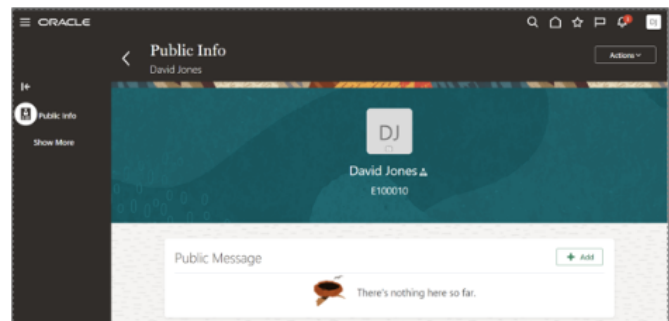 ORACLE
Public Info
David Jones
Actions
Public Info
Show More
DJ
David Jones
E100010
Public Message
+ Add
There's nothing here so far.